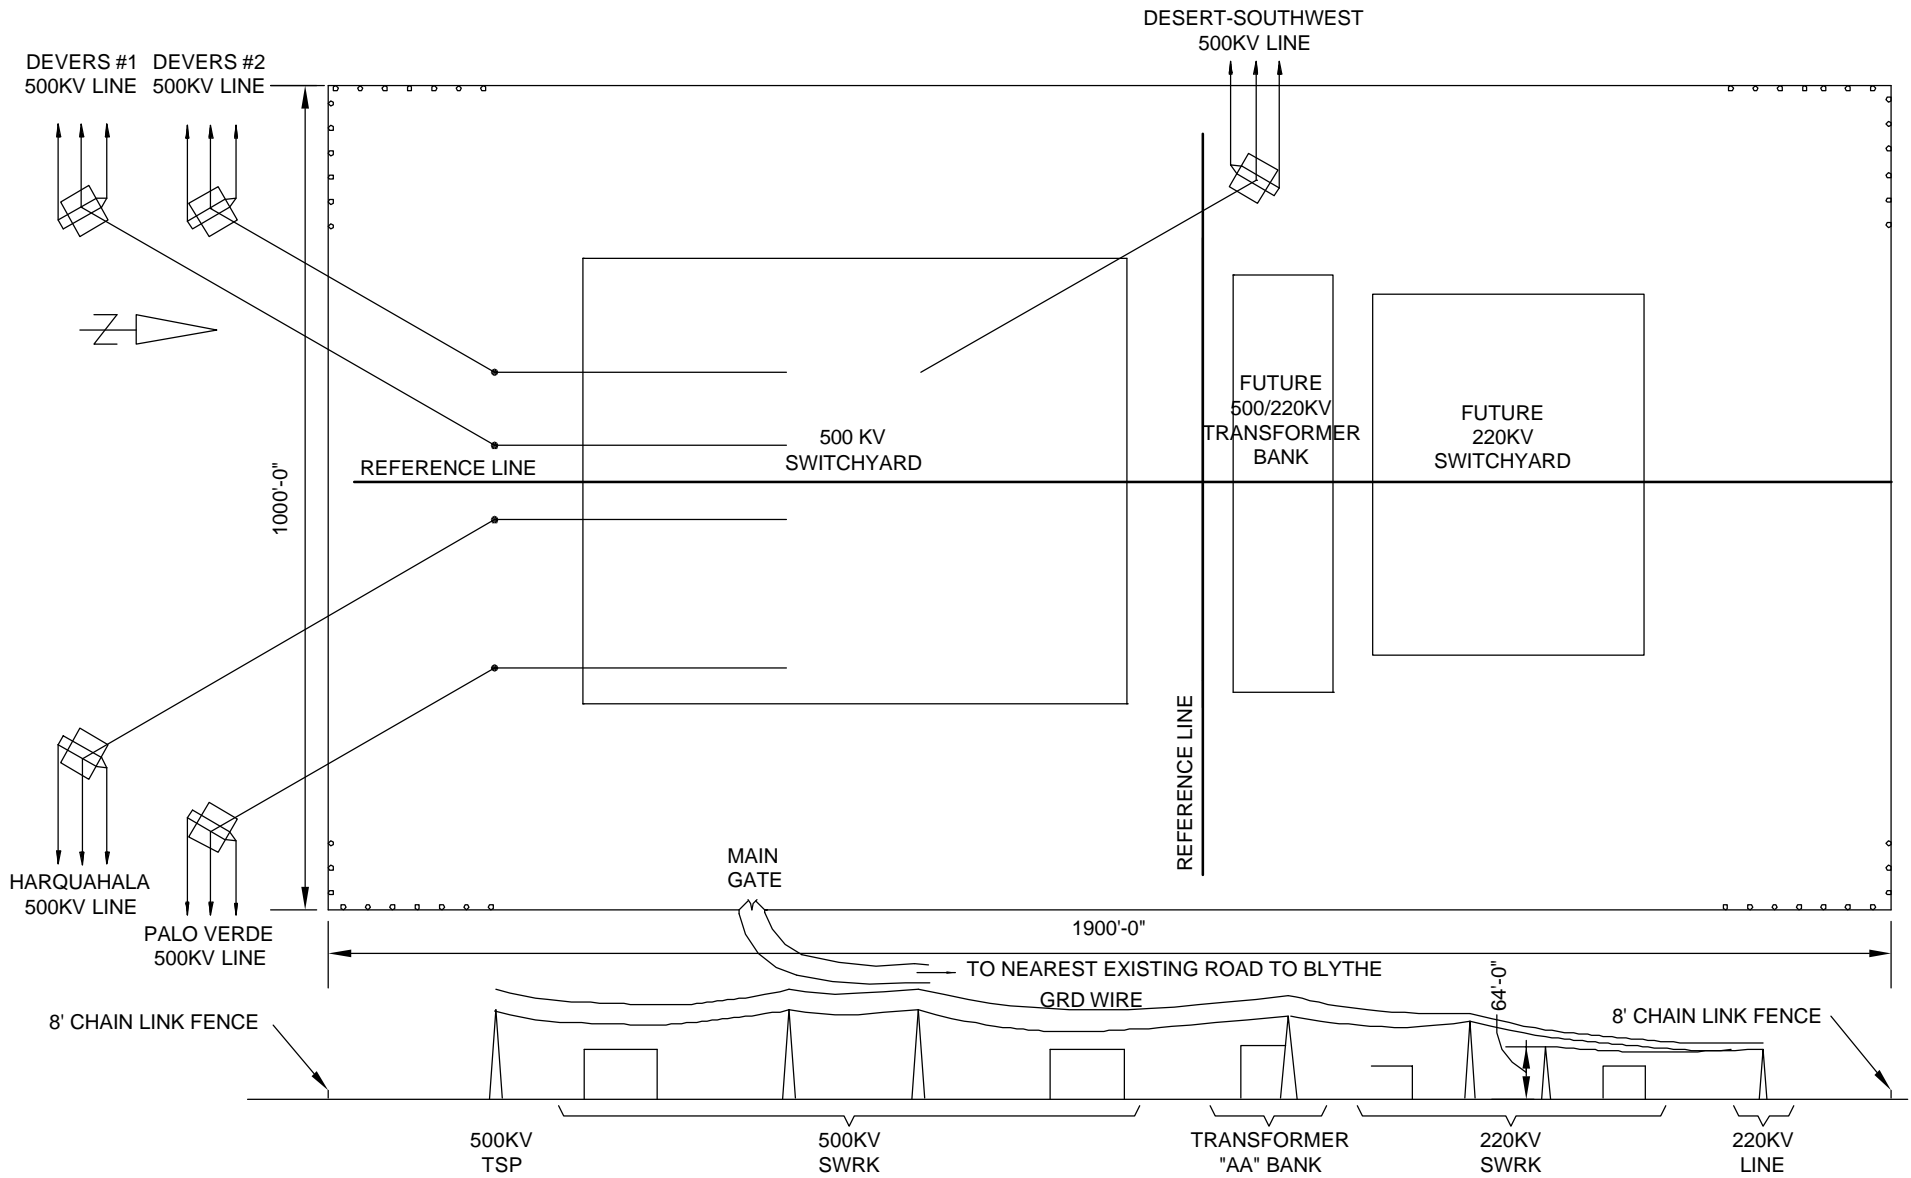 DESERT-SOUTHWEST
500KV LINE
DEVERS #1
500KV LINE
DEVERS #2
500KV LINE
Z
1000'-0"
REFERENCE LINE
500 KV
SWITCHYARD
FUTURE
500/220KV
TRANSFORMER
BANK
FUTURE
220KV
SWITCHYARD
REFERENCE LINE
HARQUAHALA
500KV LINE
PALO VERDE
500KV LINE
MAIN
GATE
1900'-0"
TO NEAREST EXISTING ROAD TO BLYTHE
GRD WIRE
64'-0"
8' CHAIN LINK FENCE
8' CHAIN LINK FENCE
500KV
TSP
500KV
SWRK
TRANSFORMER
"AA" BANK
220KV
SWRK
220KV
LINE